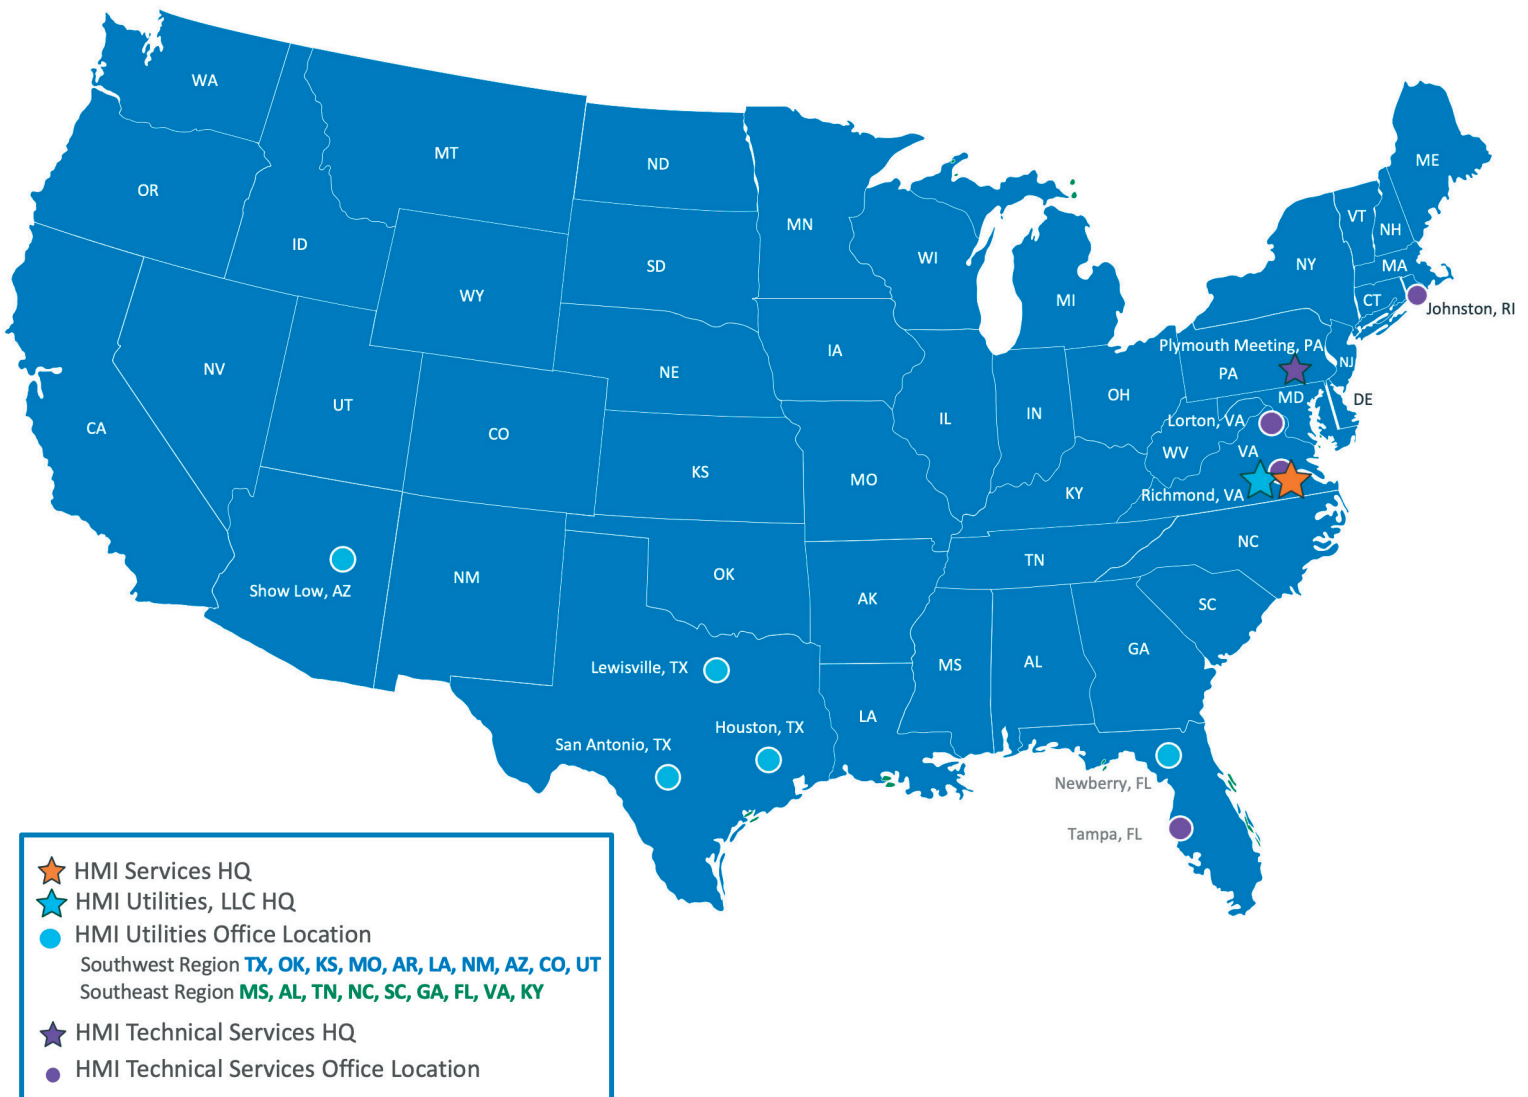 WA
MT
ND
ME
OR
MN
VT
NH
ID
WI
NY
SD
MA
WY
MI
CT
Johnston, RI
IA
Plymouth Meeting, PA
NV
NE
PA
NJ
UT
OH
MD
DE
CA
CO
IL
IN
Lorton, VA
WV
VA
KS
MO
KY
Richmond, VA
NC
TN
OK
NM
Show Low, AZ
AK
SC
GA
Lewisville, TX
MS
AL
LA
Houston, TX
San Antonio, TX
Newberry, FL
Tampa, FL
HMI Services HQ
HMI Utilities, LLC HQ
HMI Utilities Office Location
Southwest Region TX, OK, KS, MO, AR, LA, NM, AZ, CO, UT
Southeast Region MS, AL, TN, NC, SC, GA, FL, VA, KY
HMI Technical Services HQ
HMI Technical Services Office Location